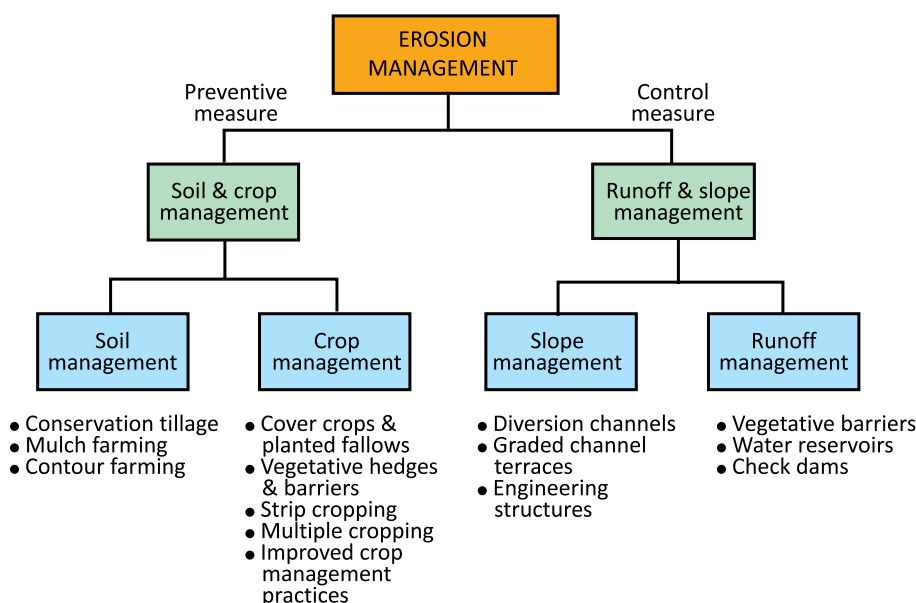 EROSION
MANAGEMENT
Preventive
measure
Control
measure
Soil & crop
management
Runoff & slope
management
Soil
management
Crop
management
Slope
management
Runoff
management
● Conservation tillage
● Mulch farming
● Contour farming
● Cover crops &
planted fallows
● Vegetative hedges
& barriers
● Strip cropping
● Multiple cropping
● Improved crop
management
practices
● Diversion channels
● Graded channel
terraces
● Engineering
structures
● Vegetative barriers
● Water reservoirs
● Check dams